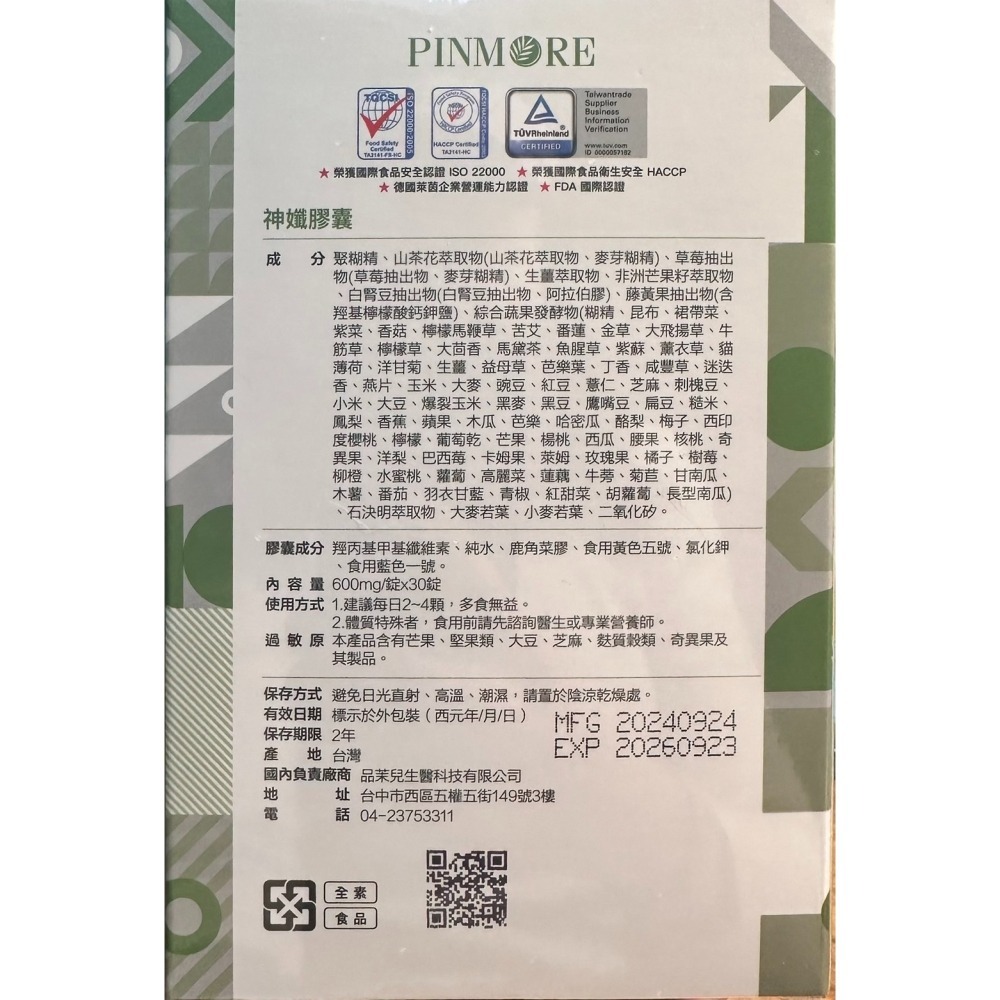 PINMORE
TQCSI
ISO 22000:2005
Food Safety
Certified
TA3141-FS-HC
HACCP Certified
TA3141-HC
TÜVRheinland®
CERTIFIED
Taiwantrade
Supplier
Business
Information
Verification
www.tuv.com
ID 0000057182
★ 榮獲國際食品安全認證 ISO 22000 ★ 榮獲國際食品衛生安全 HACCP
★ 德國萊茵企業營運能力認證 ★ FDA 國際認證
神孅膠囊
成分 聚糊精、山茶花萃取物(山茶花萃取物、麥芽糊精)、草莓抽出
物(草莓抽出物、麥芽糊精)、生薑萃取物、非洲芒果籽萃取物
、白腎豆抽出物(白腎豆抽出物、阿拉伯膠)、藤黃果抽出物(含
羥基檸檬酸鈣鉀鹽)、綜合蔬果發酵物(糊精、昆布、裙帶菜、
紫菜、香菇、檸檬馬鞭草、苦艾、番蓮、金草、大飛揚草、牛
筋草、檸檬草、大茴香、馬黛茶、魚腥草、紫蘇、薰衣草、貓
薄荷、洋甘菊、生薑、益母草、芭樂葉、丁香、咸豐草、迷迭
香、燕片、玉米、大麥、豌豆、紅豆、薏仁、芝麻、刺槐豆、
小米、大豆、爆裂玉米、黑麥、黑豆、鷹嘴豆、扁豆、糙米、
鳳梨、香蕉、蘋果、木瓜、芭樂、哈密瓜、酪梨、梅子、西印
度櫻桃、檸檬、葡萄乾、芒果、楊桃、西瓜、腰果、核桃、奇
異果、洋梨、巴西莓、卡姆果、萊姆、玫瑰果、橘子、樹莓、
柳橙、水蜜桃、蘿蔔、高麗菜、蓮藕、牛蒡、菊苣、甘南瓜、
木薯、番茄、羽衣甘藍、青椒、紅甜菜、胡蘿蔔、長型南瓜)
、石決明萃取物、大麥若葉、小麥若葉、二氧化矽。
膠囊成分 羥丙基甲基纖維素、純水、鹿角菜膠、食用黃色五號、氯化鉀
、食用藍色一號。
內容量 600mg/錠x30錠
使用方式 1.建議每日2~4顆，多食無益。
2.體質特殊者，食用前請先諮詢醫生或專業營養師。
過敏原 本產品含有芒果、堅果類、大豆、芝麻、麩質穀類、奇異果及
其製品。
保存方式 避免日光直射、高溫、潮濕，請置於陰涼乾燥處。
有效日期 標示於外包裝（西元年/月/日）
MFG 20240924
保存期限 2年
EXP 20260923
產地 台灣
國內負責廠商 品茉兒生醫科技有限公司
地址 台中市西區五權五街149號3樓
電話 04-23753311
全素
食品